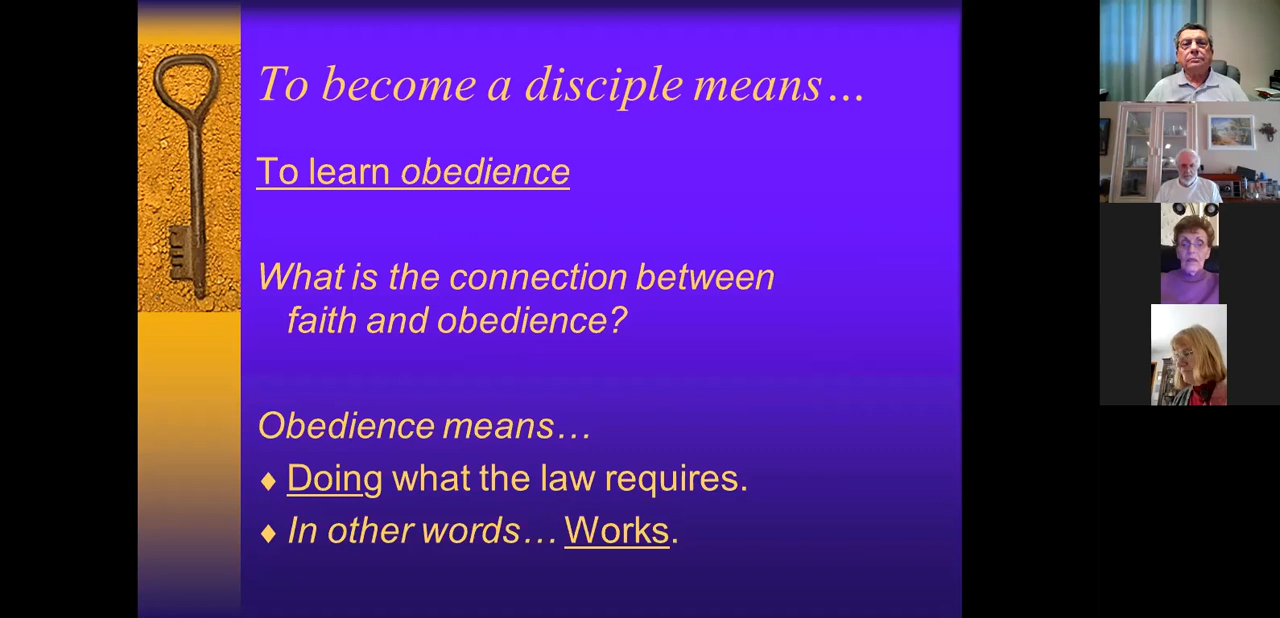 To become a disciple means…
To learn obedience
What is the connection between
faith and obedience?
Obedience means…
♦ Doing what the law requires.
♦ In other words… Works.